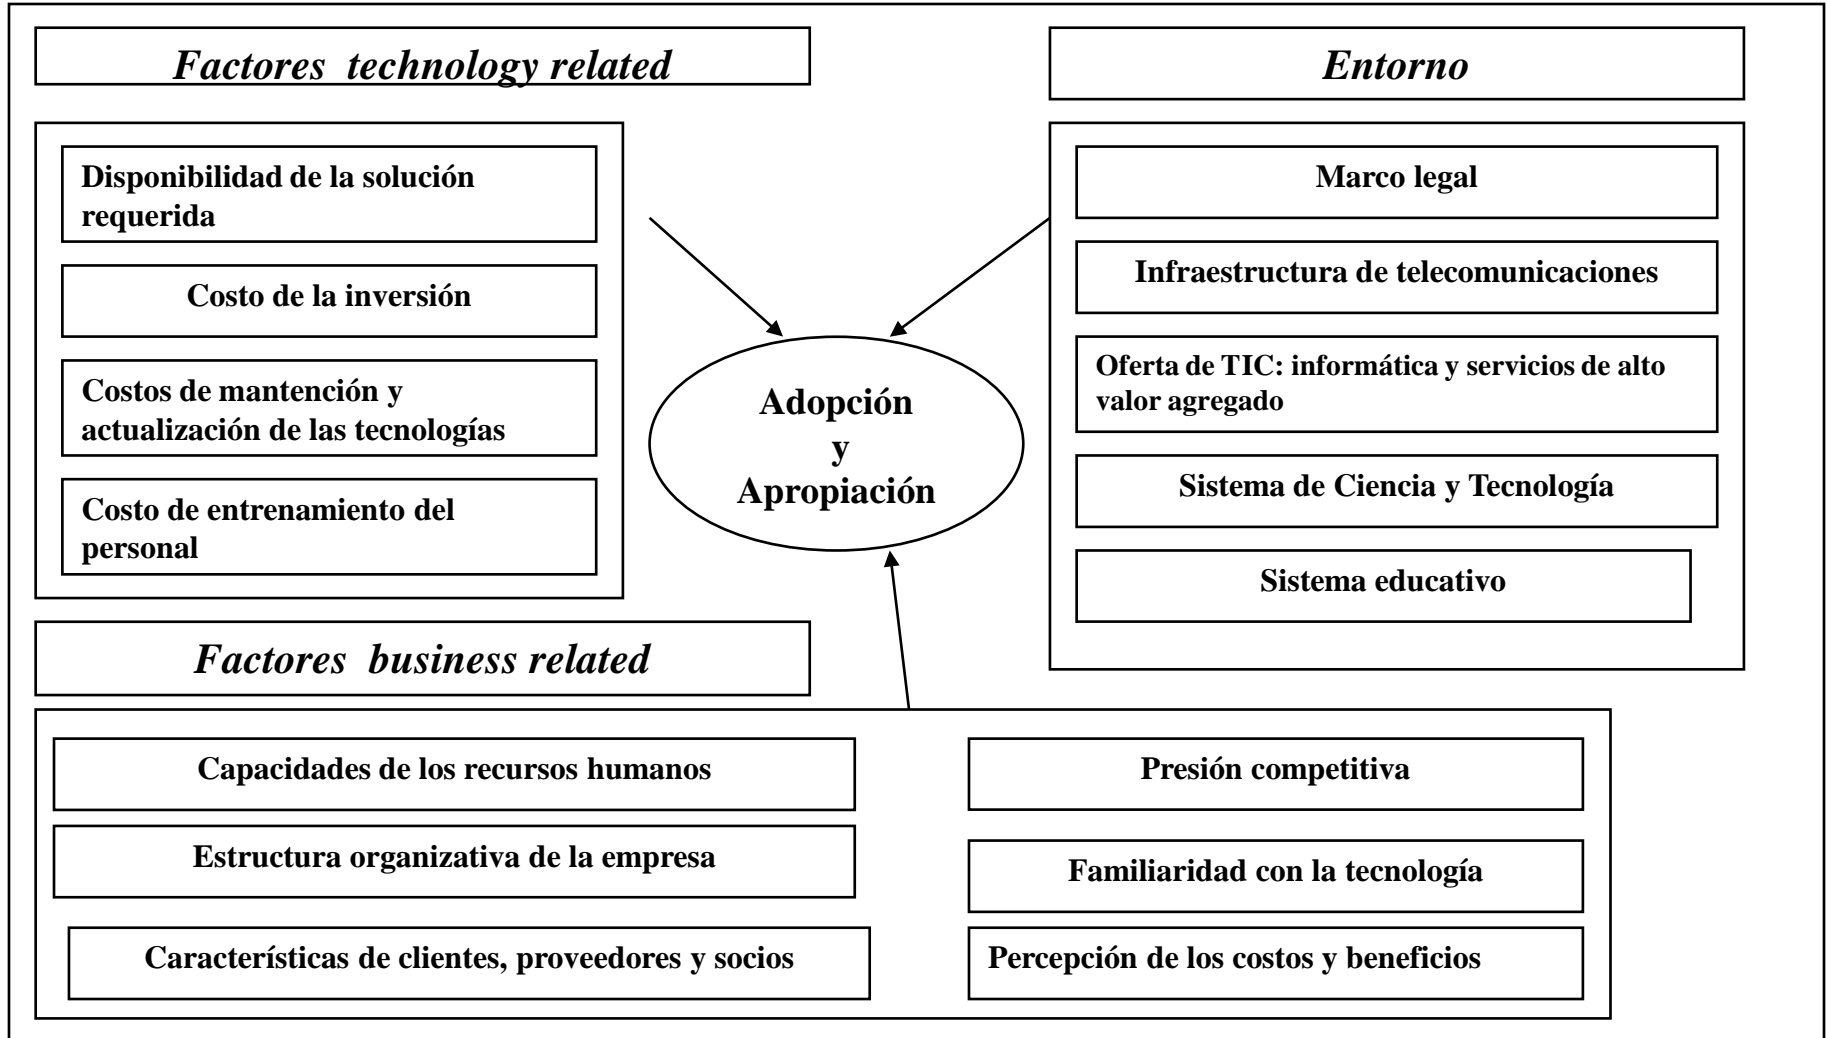 Factores technology related
Disponibilidad de la solución
requerida
Costo de la inversión
Costos de mantención y
actualización de las tecnologías
Costo de entrenamiento del
personal
Entorno
Marco legal
Infraestructura de telecomunicaciones
Oferta de TIC: informática y servicios de alto
valor agregado
Sistema de Ciencia y Tecnología
Sistema educativo
Adopción
y
Apropiación
Factores business related
Capacidades de los recursos humanos
Estructura organizativa de la empresa
Característícas de clientes, proveedores y socios
Presión competitiva
Familiaridad con la tecnología
Percepción de los costos y beneficios